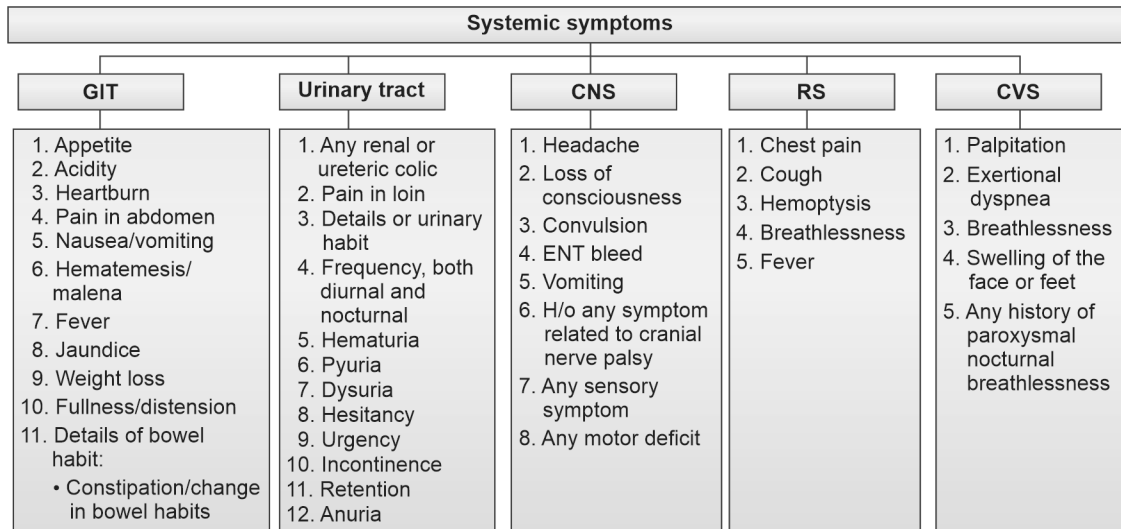 Systemic symptoms
GIT
1. Appetite
2. Acidity
3. Heartburn
4. Pain in abdomen
5. Nausea/vomiting
6. Hematemesis/
malena
7. Fever
8. Jaundice
9. Weight loss
10. Fullness/distension
11. Details of bowel
habit:
• Constipation/change
in bowel habits
Urinary tract
1. Any renal or
ureteric colic
2. Pain in loin
3. Details or urinary
habit
4. Frequency, both
diurnal and
nocturnal
5. Hematuria
6. Pyuria
7. Dysuria
8. Hesitancy
9. Urgency
10. Incontinence
11. Retention
12. Anuria
CNS
1. Headache
2. Loss of
consciousness
3. Convulsion
4. ENT bleed
5. Vomiting
6. H/o any symptom
related to cranial
nerve palsy
7. Any sensory
symptom
8. Any motor deficit
RS
1. Chest pain
2. Cough
3. Hemoptysis
4. Breathlessness
5. Fever
CVS
1. Palpitation
2. Exertional
dyspnea
3. Breathlessness
4. Swelling of the
face or feet
5. Any history of
paroxysmal
nocturnal
breathlessness